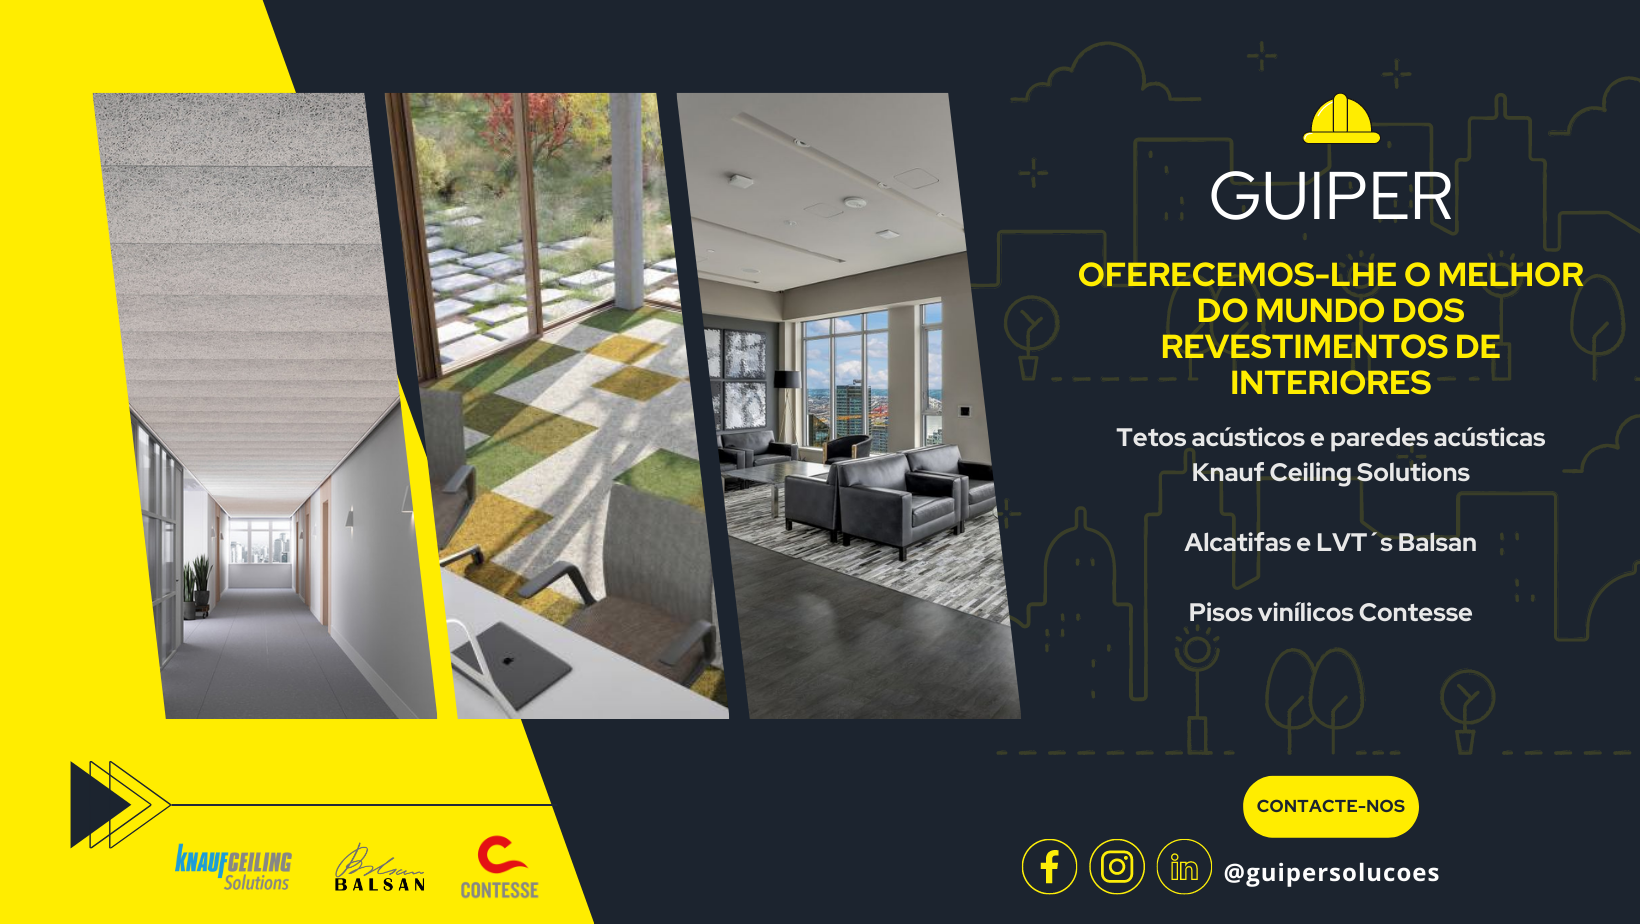 GUIPER
OFERECEMOS-LHE O MELHOR
DO MUNDO DOS
REVESTIMENTOS DE
INTERIORES
Tetos acústicos e paredes acústicas
Knauf Ceiling Solutions
Alcatifas e LVT´s Balsan
Pisos vinílicos Contesse
CONTACTE-NOS
@guipersolucoes
KNAUFCEILING
Solutions
Balsan
BALSAN
CONTESSE